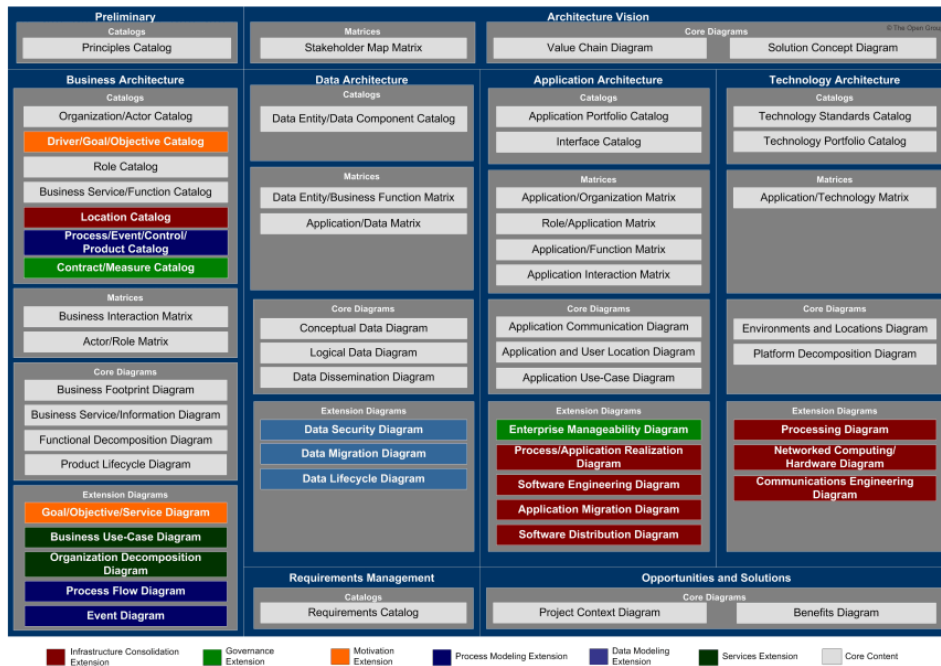 Preliminary
Catalogs
Principles Catalog
Architecture Vision
Matrices
Stakeholder Map Matrix
Core Diagrams
Value Chain Diagram
Solution Concept Diagram
© The Open Group
Business Architecture
Catalogs
Organization/Actor Catalog
Driver/Goal/Objective Catalog
Role Catalog
Business Service/Function Catalog
Location Catalog
Process/Event/Control/
Product Catalog
Contract/Measure Catalog
Matrices
Business Interaction Matrix
Actor/Role Matrix
Core Diagrams
Business Footprint Diagram
Business Service/Information Diagram
Functional Decomposition Diagram
Product Lifecycle Diagram
Extension Diagrams
Goal/Objective/Service Diagram
Business Use-Case Diagram
Organization Decomposition
Diagram
Process Flow Diagram
Event Diagram
Data Architecture
Catalogs
Data Entity/Data Component Catalog
Matrices
Data Entity/Business Function Matrix
Application/Data Matrix
Core Diagrams
Conceptual Data Diagram
Logical Data Diagram
Data Dissemination Diagram
Extension Diagrams
Data Security Diagram
Data Migration Diagram
Data Lifecycle Diagram
Application Architecture
Catalogs
Application Portfolio Catalog
Interface Catalog
Matrices
Application/Organization Matrix
Role/Application Matrix
Application/Function Matrix
Application Interaction Matrix
Core Diagrams
Application Communication Diagram
Application and User Location Diagram
Application Use-Case Diagram
Extension Diagrams
Enterprise Manageability Diagram
Process/Application Realization
Diagram
Software Engineering Diagram
Application Migration Diagram
Software Distribution Diagram
Technology Architecture
Catalogs
Technology Standards Catalog
Technology Portfolio Catalog
Matrices
Application/Technology Matrix
Core Diagrams
Environments and Locations Diagram
Platform Decomposition Diagram
Extension Diagrams
Processing Diagram
Networked Computing/
Hardware Diagram
Communications Engineering
Diagram
Requirements Management
Catalogs
Requirements Catalog
Opportunities and Solutions
Core Diagrams
Project Context Diagram
Benefits Diagram
Infrastructure Consolidation
Extension
Governance
Extension
Motivation
Extension
Process Modeling Extension
Data Modeling
Extension
Services Extension
Core Content